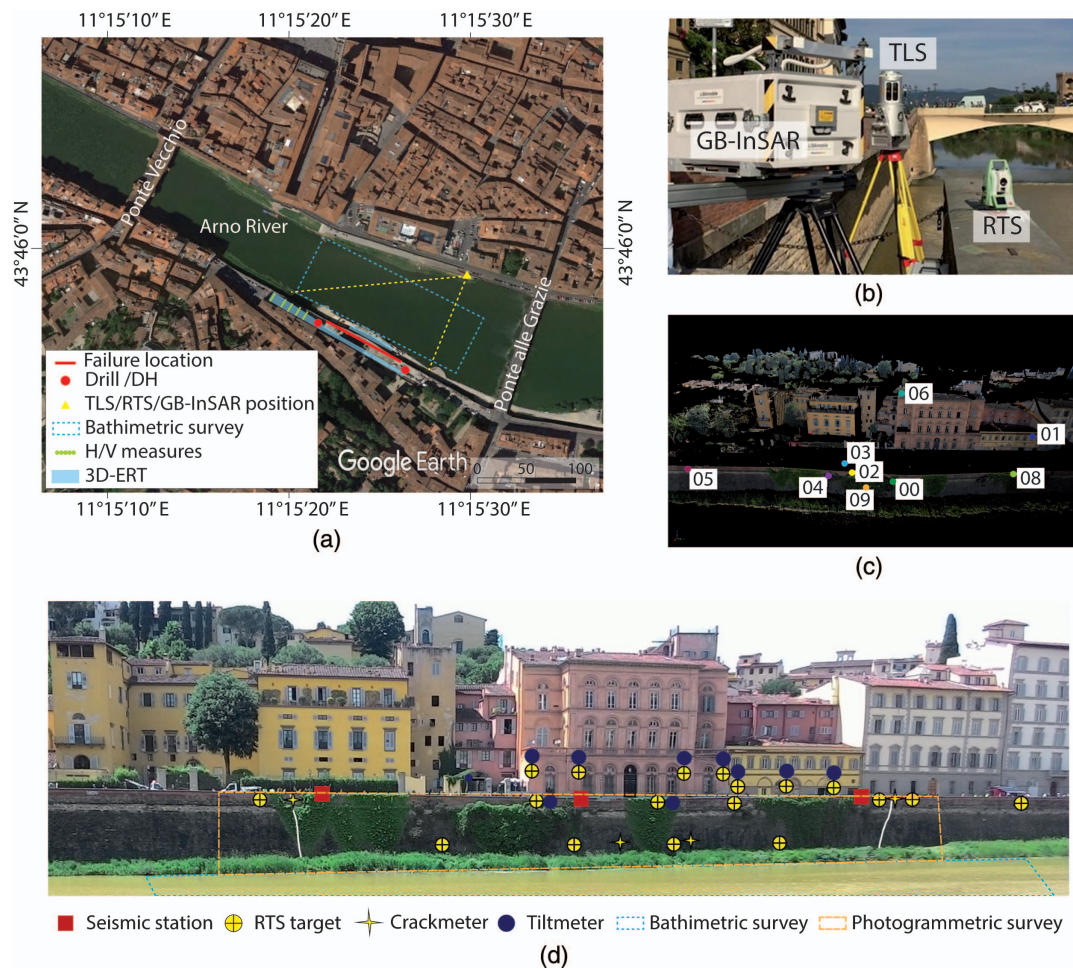 11°15′10″ E
11°15′20″ E
11°15′30″ E
43°46′0″ N
43°46′0″ N
Ponte Vecchio
Arno River
Ponte alle Grazie
Failure location
Drill /DH
TLS/RTS/GB-InSAR position
Bathimetric survey
H/V measures
3D-ERT
Google Earth
0 50 100
11°15′10″ E
11°15′20″ E
11°15′30″ E
(a)
TLS
GB-InSAR
RTS
(b)
06
01
03
02
05
04
00
08
09
(c)
Seismic station RTS target Crackmeter Tiltmeter Bathimetric survey Photogrammetric survey
(d)